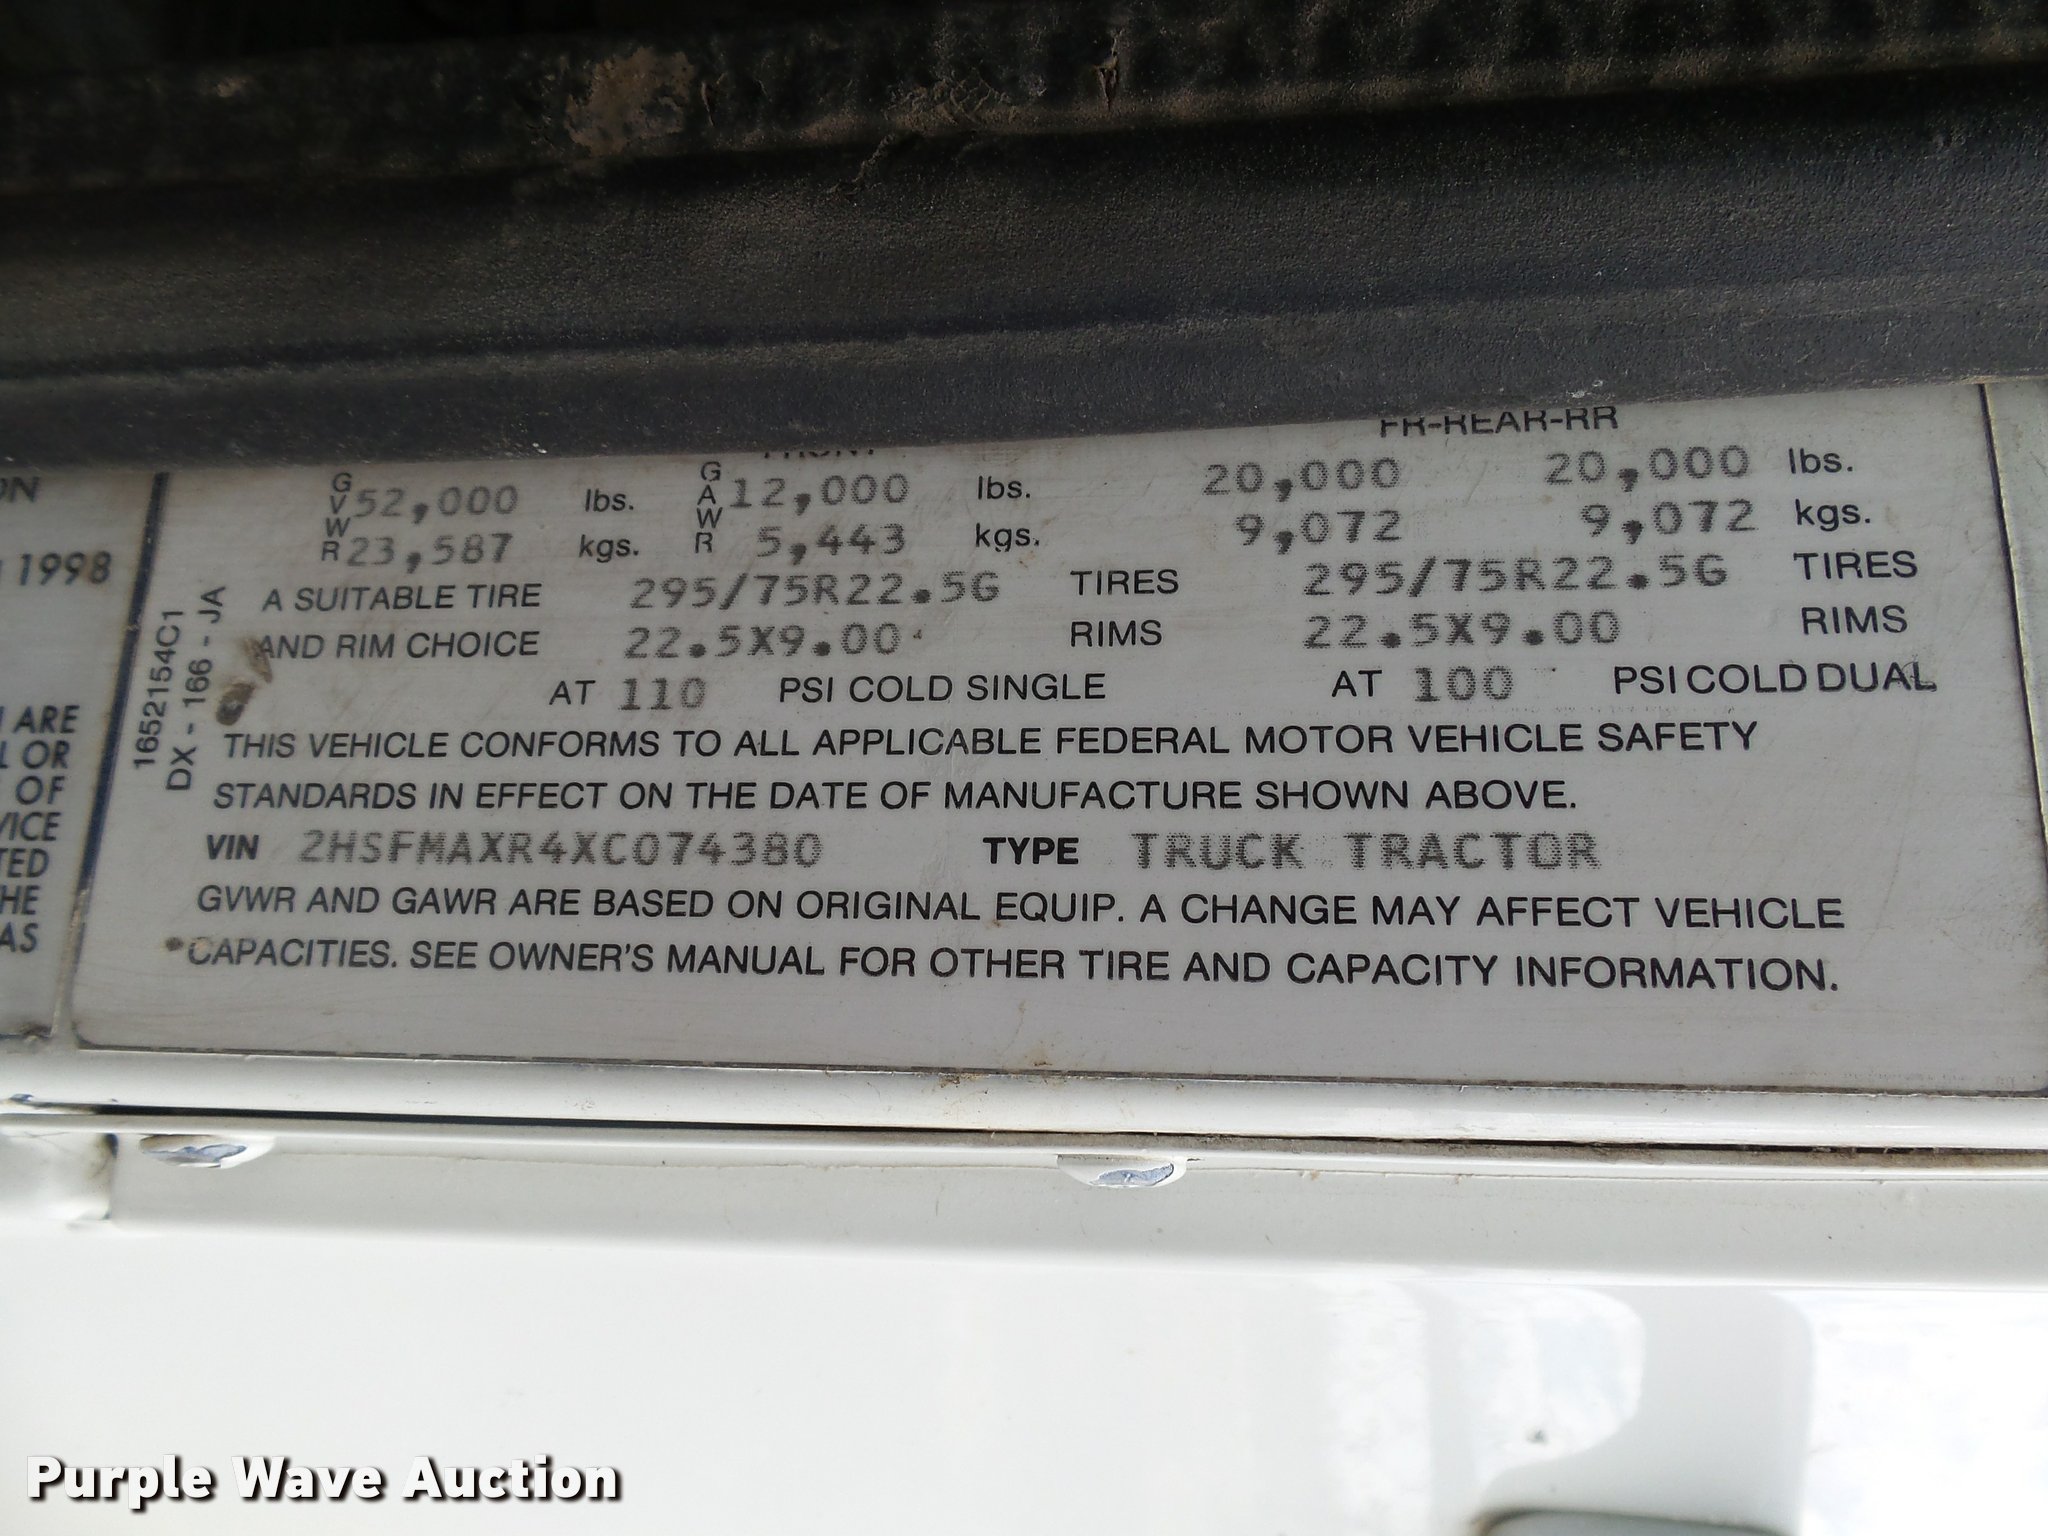 FR-REAR-RR
FRONT
GVWR 52,000 lbs. GAWR 12,000 lbs. 20,000 20,000 lbs.
23,587 kgs. 5,443 kgs. 9,072 9,072 kgs.
A SUITABLE TIRE 295/75R22.5G TIRES 295/75R22.5G TIRES
AND RIM CHOICE 22.5X9.00 RIMS 22.5X9.00 RIMS
AT 110 PSI COLD SINGLE AT 100 PSI COLD DUAL
THIS VEHICLE CONFORMS TO ALL APPLICABLE FEDERAL MOTOR VEHICLE SAFETY
STANDARDS IN EFFECT ON THE DATE OF MANUFACTURE SHOWN ABOVE.
VIN 2HSFMAXR4XC074380 TYPE TRUCK TRACTOR
GVWR AND GAWR ARE BASED ON ORIGINAL EQUIP. A CHANGE MAY AFFECT VEHICLE
CAPACITIES. SEE OWNER'S MANUAL FOR OTHER TIRE AND CAPACITY INFORMATION.
1652154C1
DX - 166 - JA
ON
1998
ARE
OR
OF
VICE
TED
HE
AS
Purple Wave Auction